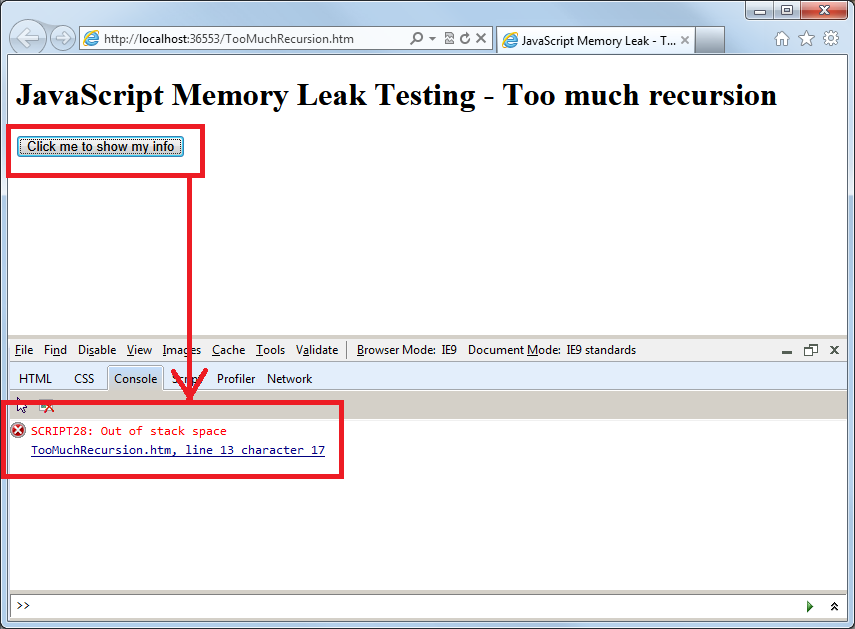 http://localhost:36553/TooMuchRecursion.htm
JavaScript Memory Leak - T...
JavaScript Memory Leak Testing - Too much recursion
Click me to show my info
File Find Disable View Images Cache Tools Validate Browser Mode: IE9 Document Mode: IE9 standards
HTML CSS Console Script Profiler Network
SCRIPT28: Out of stack space
TooMuchRecursion.htm, line 13 character 17
>>